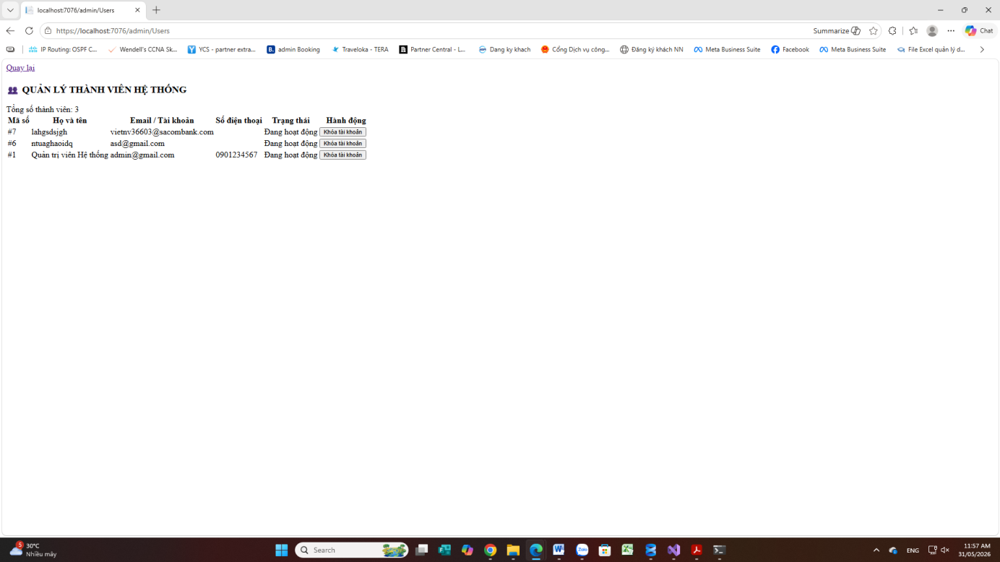 localhost:7076/admin/Users
https://localhost:7076/admin/Users
Summarize
Chat
IP Routing: OSPF C...
Wendell's CCNA Sk...
YCS - partner extra...
admin Booking
Traveloka - TERA
Partner Central - L...
Dang ky khach
Cổng Dịch vụ công...
Đăng ký khách NN
Meta Business Suite
Facebook
Meta Business Suite
File Excel quản lý d...
Quay lại
QUẢN LÝ THÀNH VIÊN HỆ THỐNG
Tổng số thành viên: 3
Mã số Họ và tên Email / Tài khoản Số điện thoại Trạng thái Hành động
#7 lahgsdsjgh vietnv36603@sacombank.com Đang hoạt động Khóa tài khoản
#6 ntuaghaoidq asd@gmail.com Đang hoạt động Khóa tài khoản
#1 Quản trị viên Hệ thống admin@gmail.com 0901234567 Đang hoạt động Khóa tài khoản
5
30°C
Nhiều mây
Search
Zalo
ENG
11:57 AM
31/05/2026